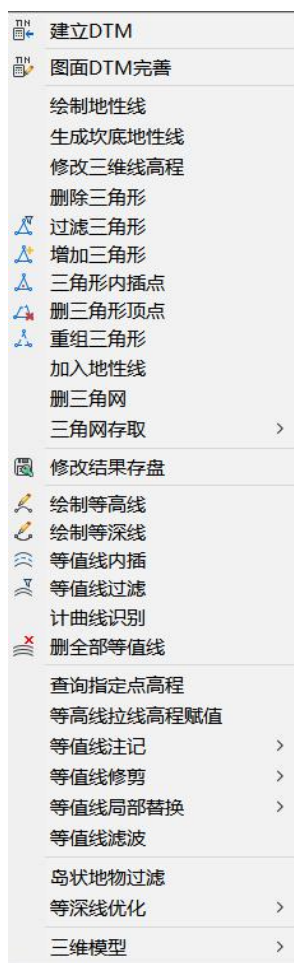 TIN
建立DTM
TIN
图面DTM完善
绘制地性线
生成坎底地性线
修改三维线高程
删除三角形
过滤三角形
增加三角形
三角形内插点
删三角形顶点
重组三角形
加入地性线
删三角网
三角网存取
修改结果存盘
绘制等高线
绘制等深线
等值线内插
等值线过滤
计曲线识别
删全部等值线
查询指定点高程
等高线拉线高程赋值
等值线注记
等值线修剪
等值线局部替换
等值线滤波
岛状地物过滤
等深线优化
三维模型